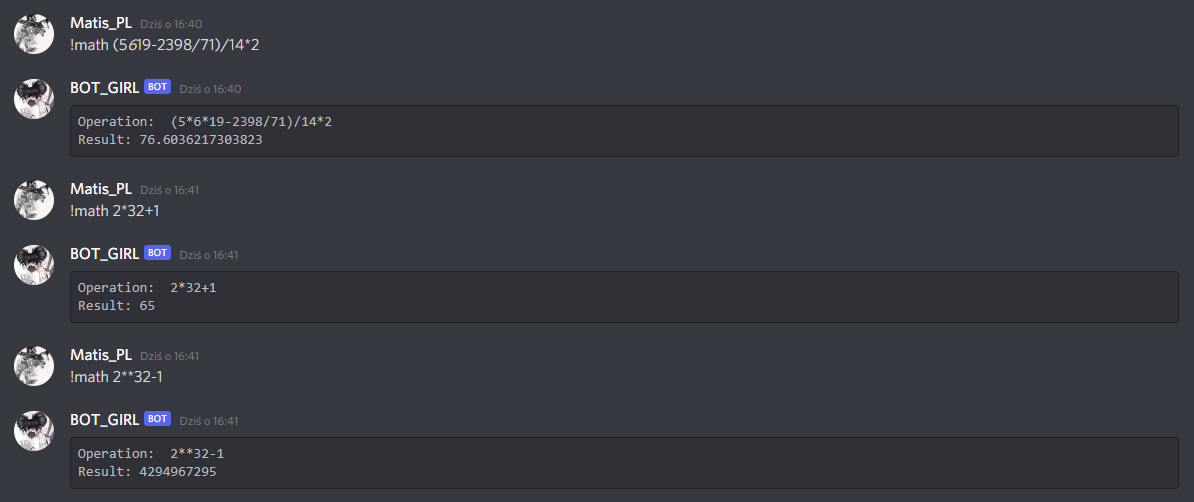 Matis_PL Dziś o 16:40
!math (5619-2398/71)/14*2
BOT_GIRL BOT Dziś o 16:40
Operation:  (5*6*19-2398/71)/14*2
Result: 76.6036217303823
Matis_PL Dziś o 16:41
!math 2*32+1
BOT_GIRL BOT Dziś o 16:41
Operation:  2*32+1
Result: 65
Matis_PL Dziś o 16:41
!math 2**32-1
BOT_GIRL BOT Dziś o 16:41
Operation:  2**32-1
Result: 4294967295